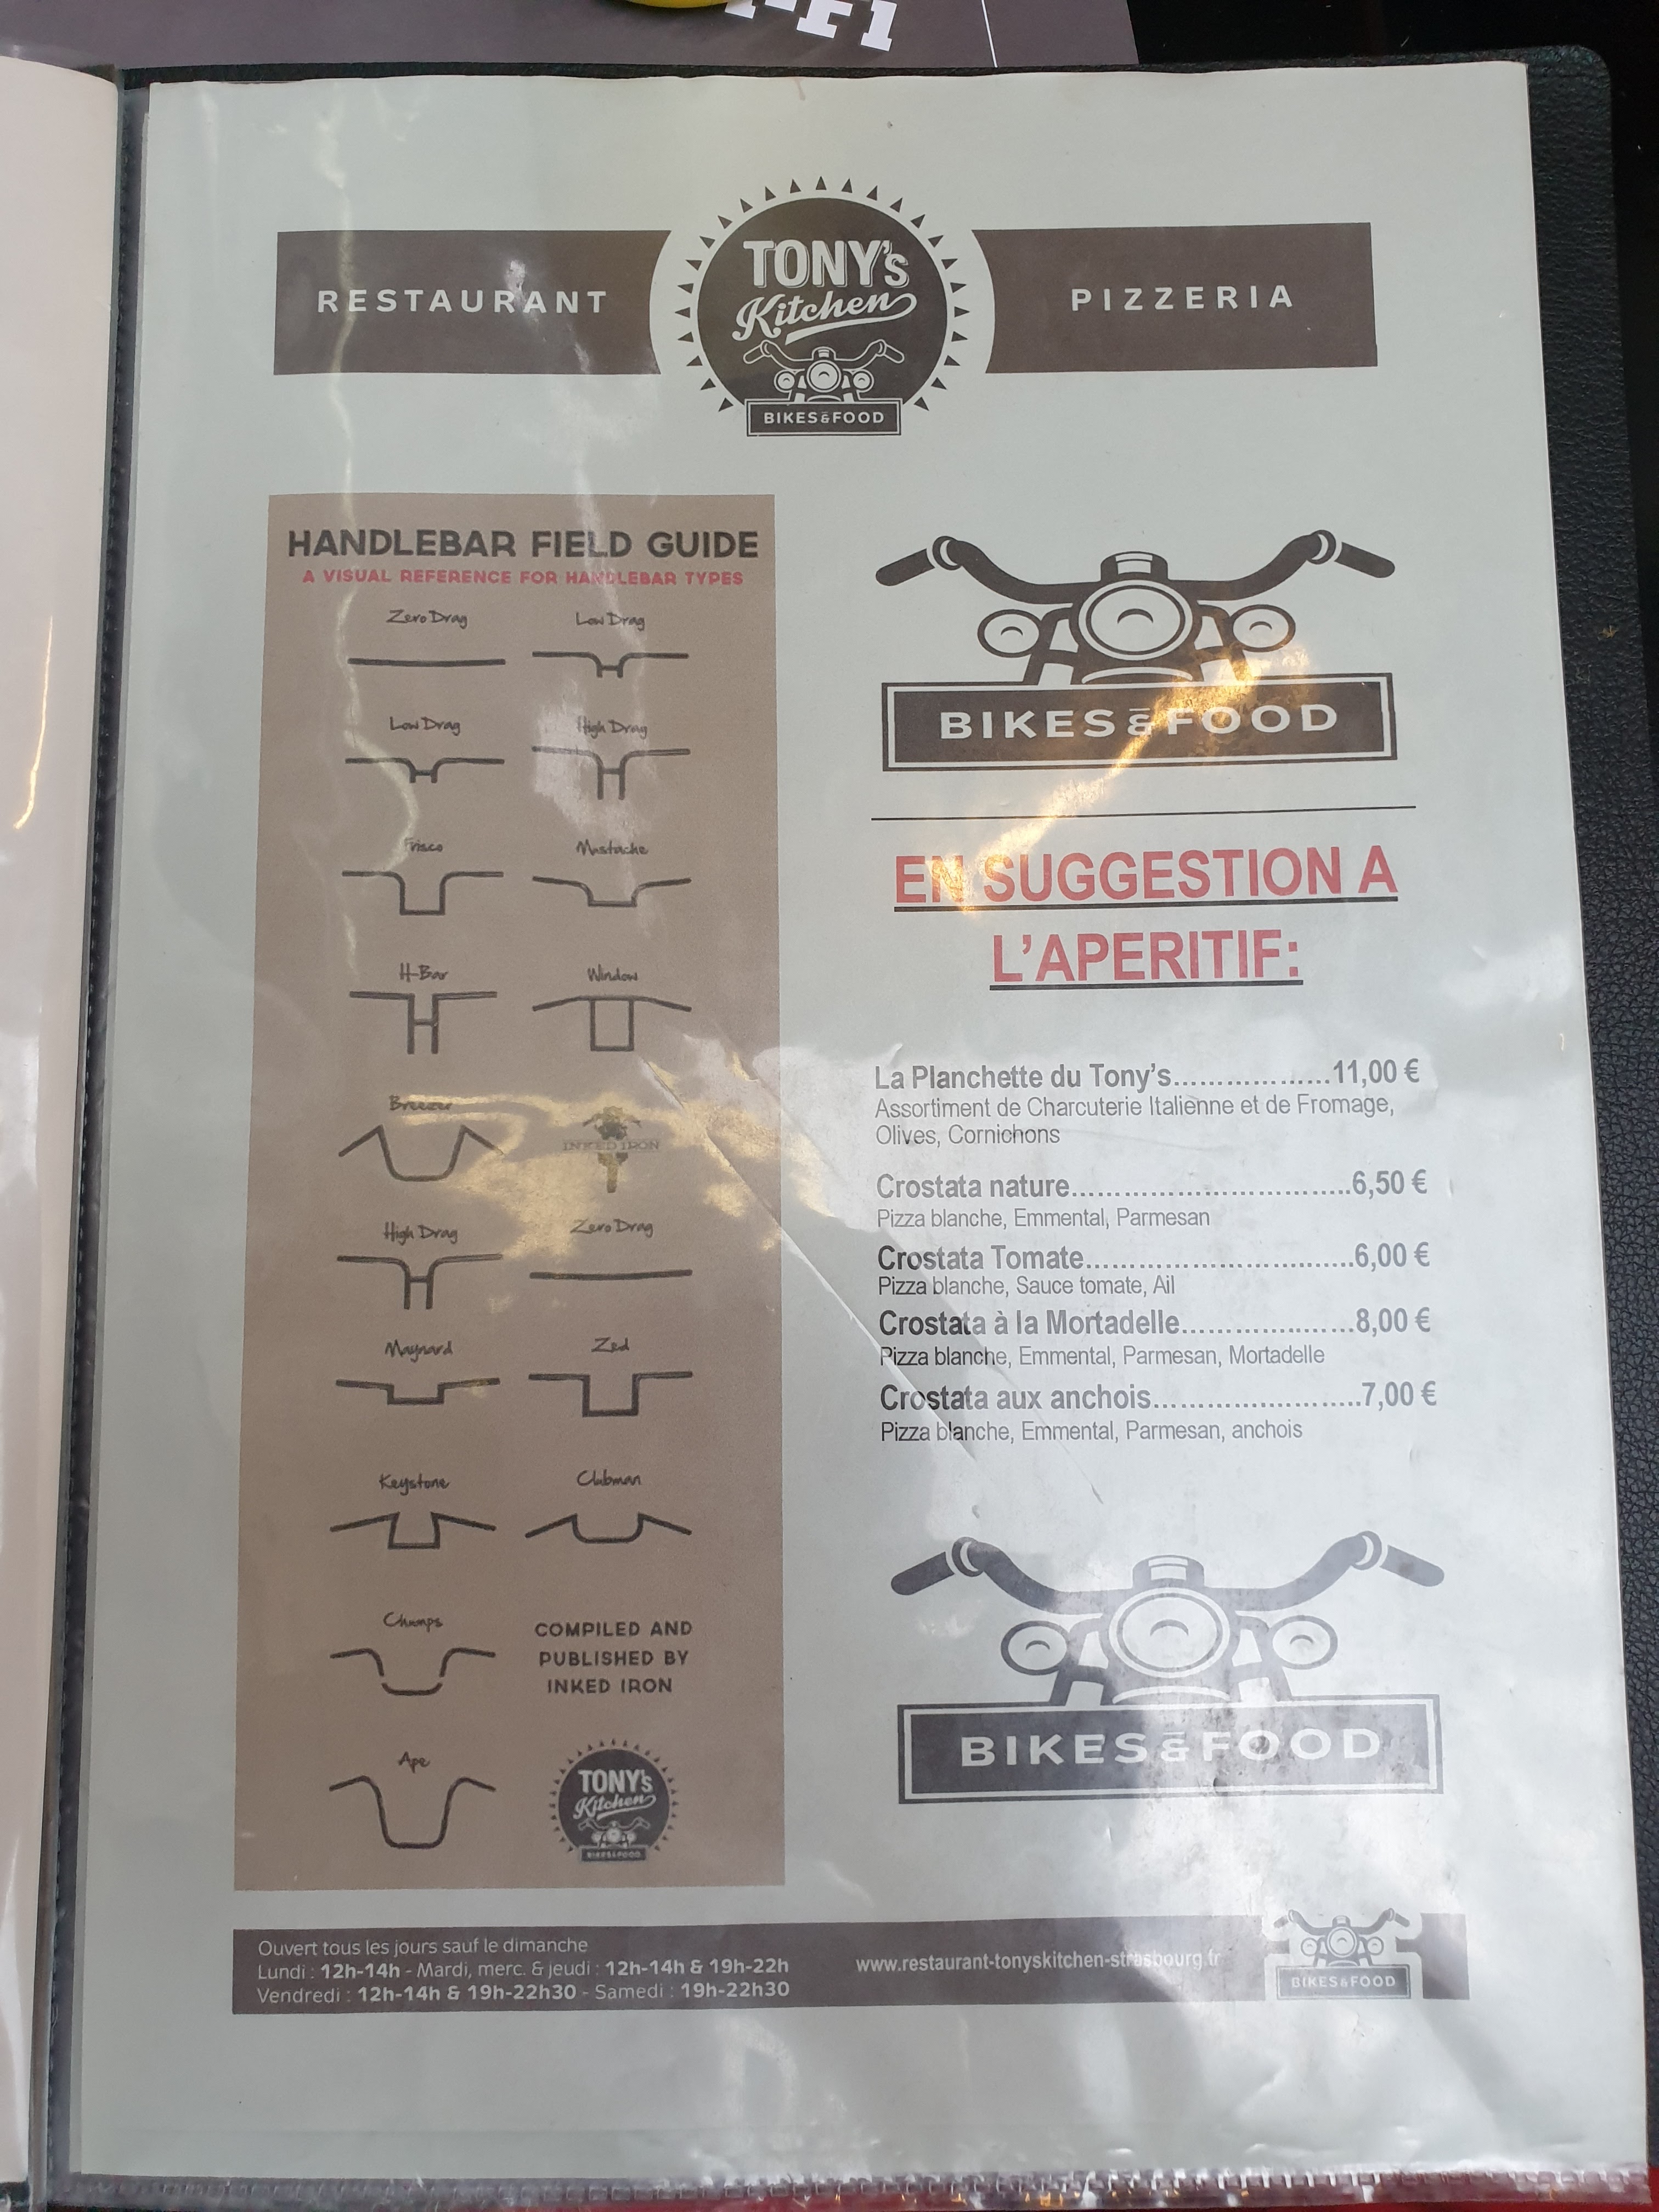 RESTAURANT
TONY's
Kitchen
BIKES & FOOD
PIZZERIA
HANDLEBAR FIELD GUIDE
A VISUAL REFERENCE FOR HANDLEBAR TYPES
Zero Drag
Low Drag
Low Drag
High Drag
Frisco
Mustache
H-Bar
Window
Breezer
INKED IRON
High Drag
Zero Drag
Maynard
Zed
Keystone
Clubman
Chumps
COMPILED AND
PUBLISHED BY
INKED IRON
Ape
TONY's
Kitchen
BIKES & FOOD
BIKES & FOOD
EN SUGGESTION A
L'APERITIF:
La Planchette du Tony's....................11,00 €
Assortiment de Charcuterie Italienne et de Fromage,
Olives, Cornichons
Crostata nature..................................6,50 €
Pizza blanche, Emmental, Parmesan
Crostata Tomate................................6,00 €
Pizza blanche, Sauce tomate, Ail
Crostata à la Mortadelle.....................8,00 €
Pizza blanche, Emmental, Parmesan, Mortadelle
Crostata aux anchois.........................7,00 €
Pizza blanche, Emmental, Parmesan, anchois
BIKES & FOOD
Ouvert tous les jours sauf le dimanche
Lundi : 12h-14h - Mardi, merc. & jeudi : 12h-14h & 19h-22h
Vendredi : 12h-14h & 19h-22h30 - Samedi : 19h-22h30
www.restaurant-tonyskitchen-strasbourg.fr
BIKES & FOOD